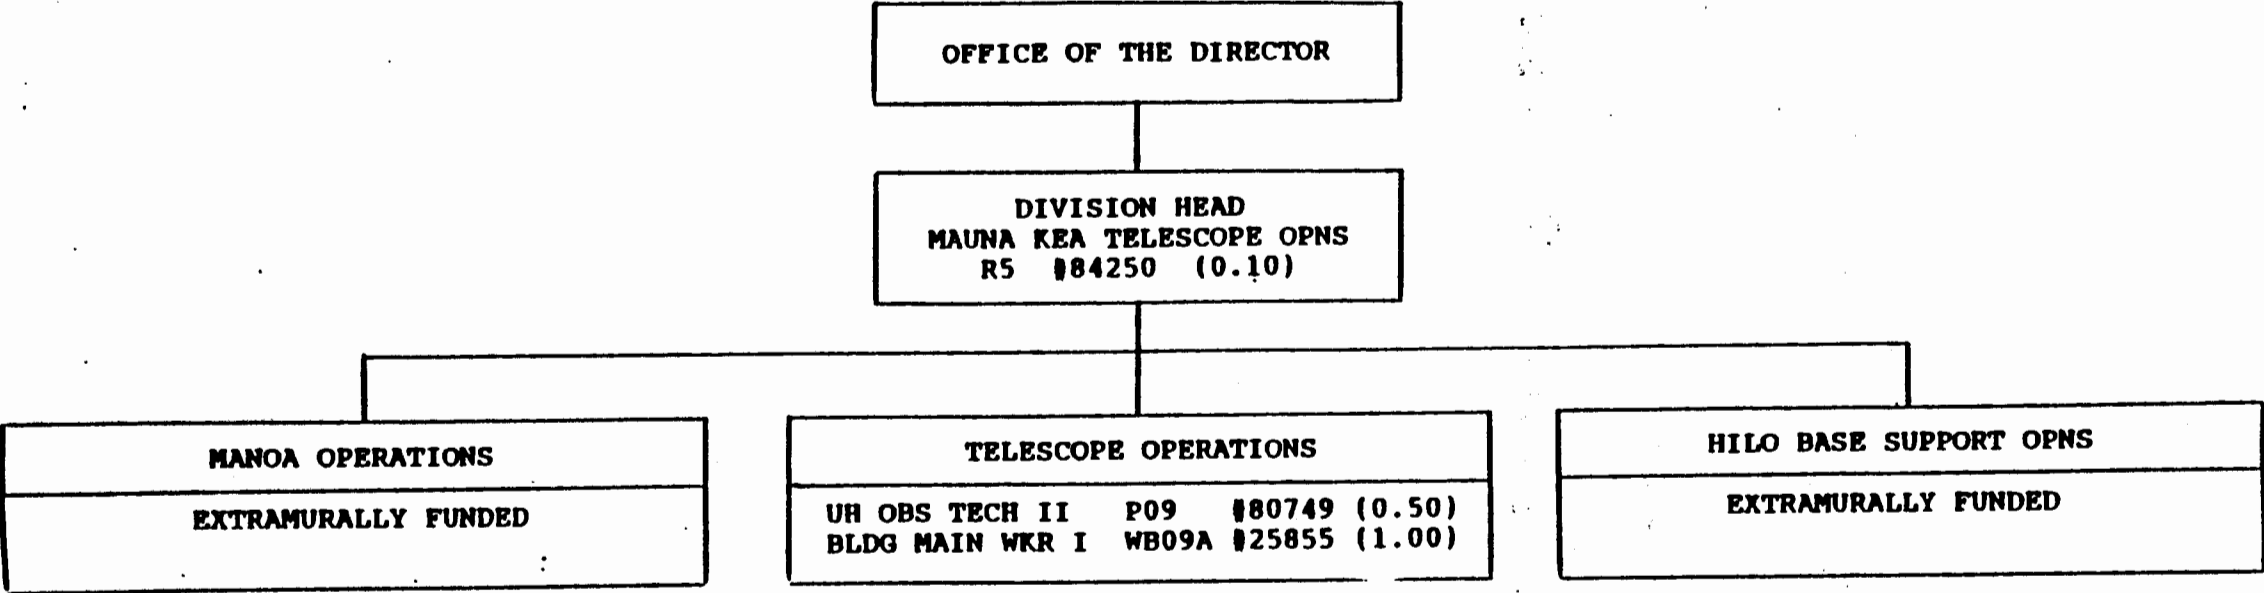 OFFICE OF THE DIRECTOR
DIVISION HEAD
MAUNA KEA TELESCOPE OPNS
R5 #84250 (0.10)
MANOA OPERATIONS
EXTRAMURALLY FUNDED
TELESCOPE OPERATIONS
UH OBS TECH II P09 #80749 (0.50)
BLDG MAIN WKR I WB09A #25855 (1.00)
HILO BASE SUPPORT OPNS
EXTRAMURALLY FUNDED